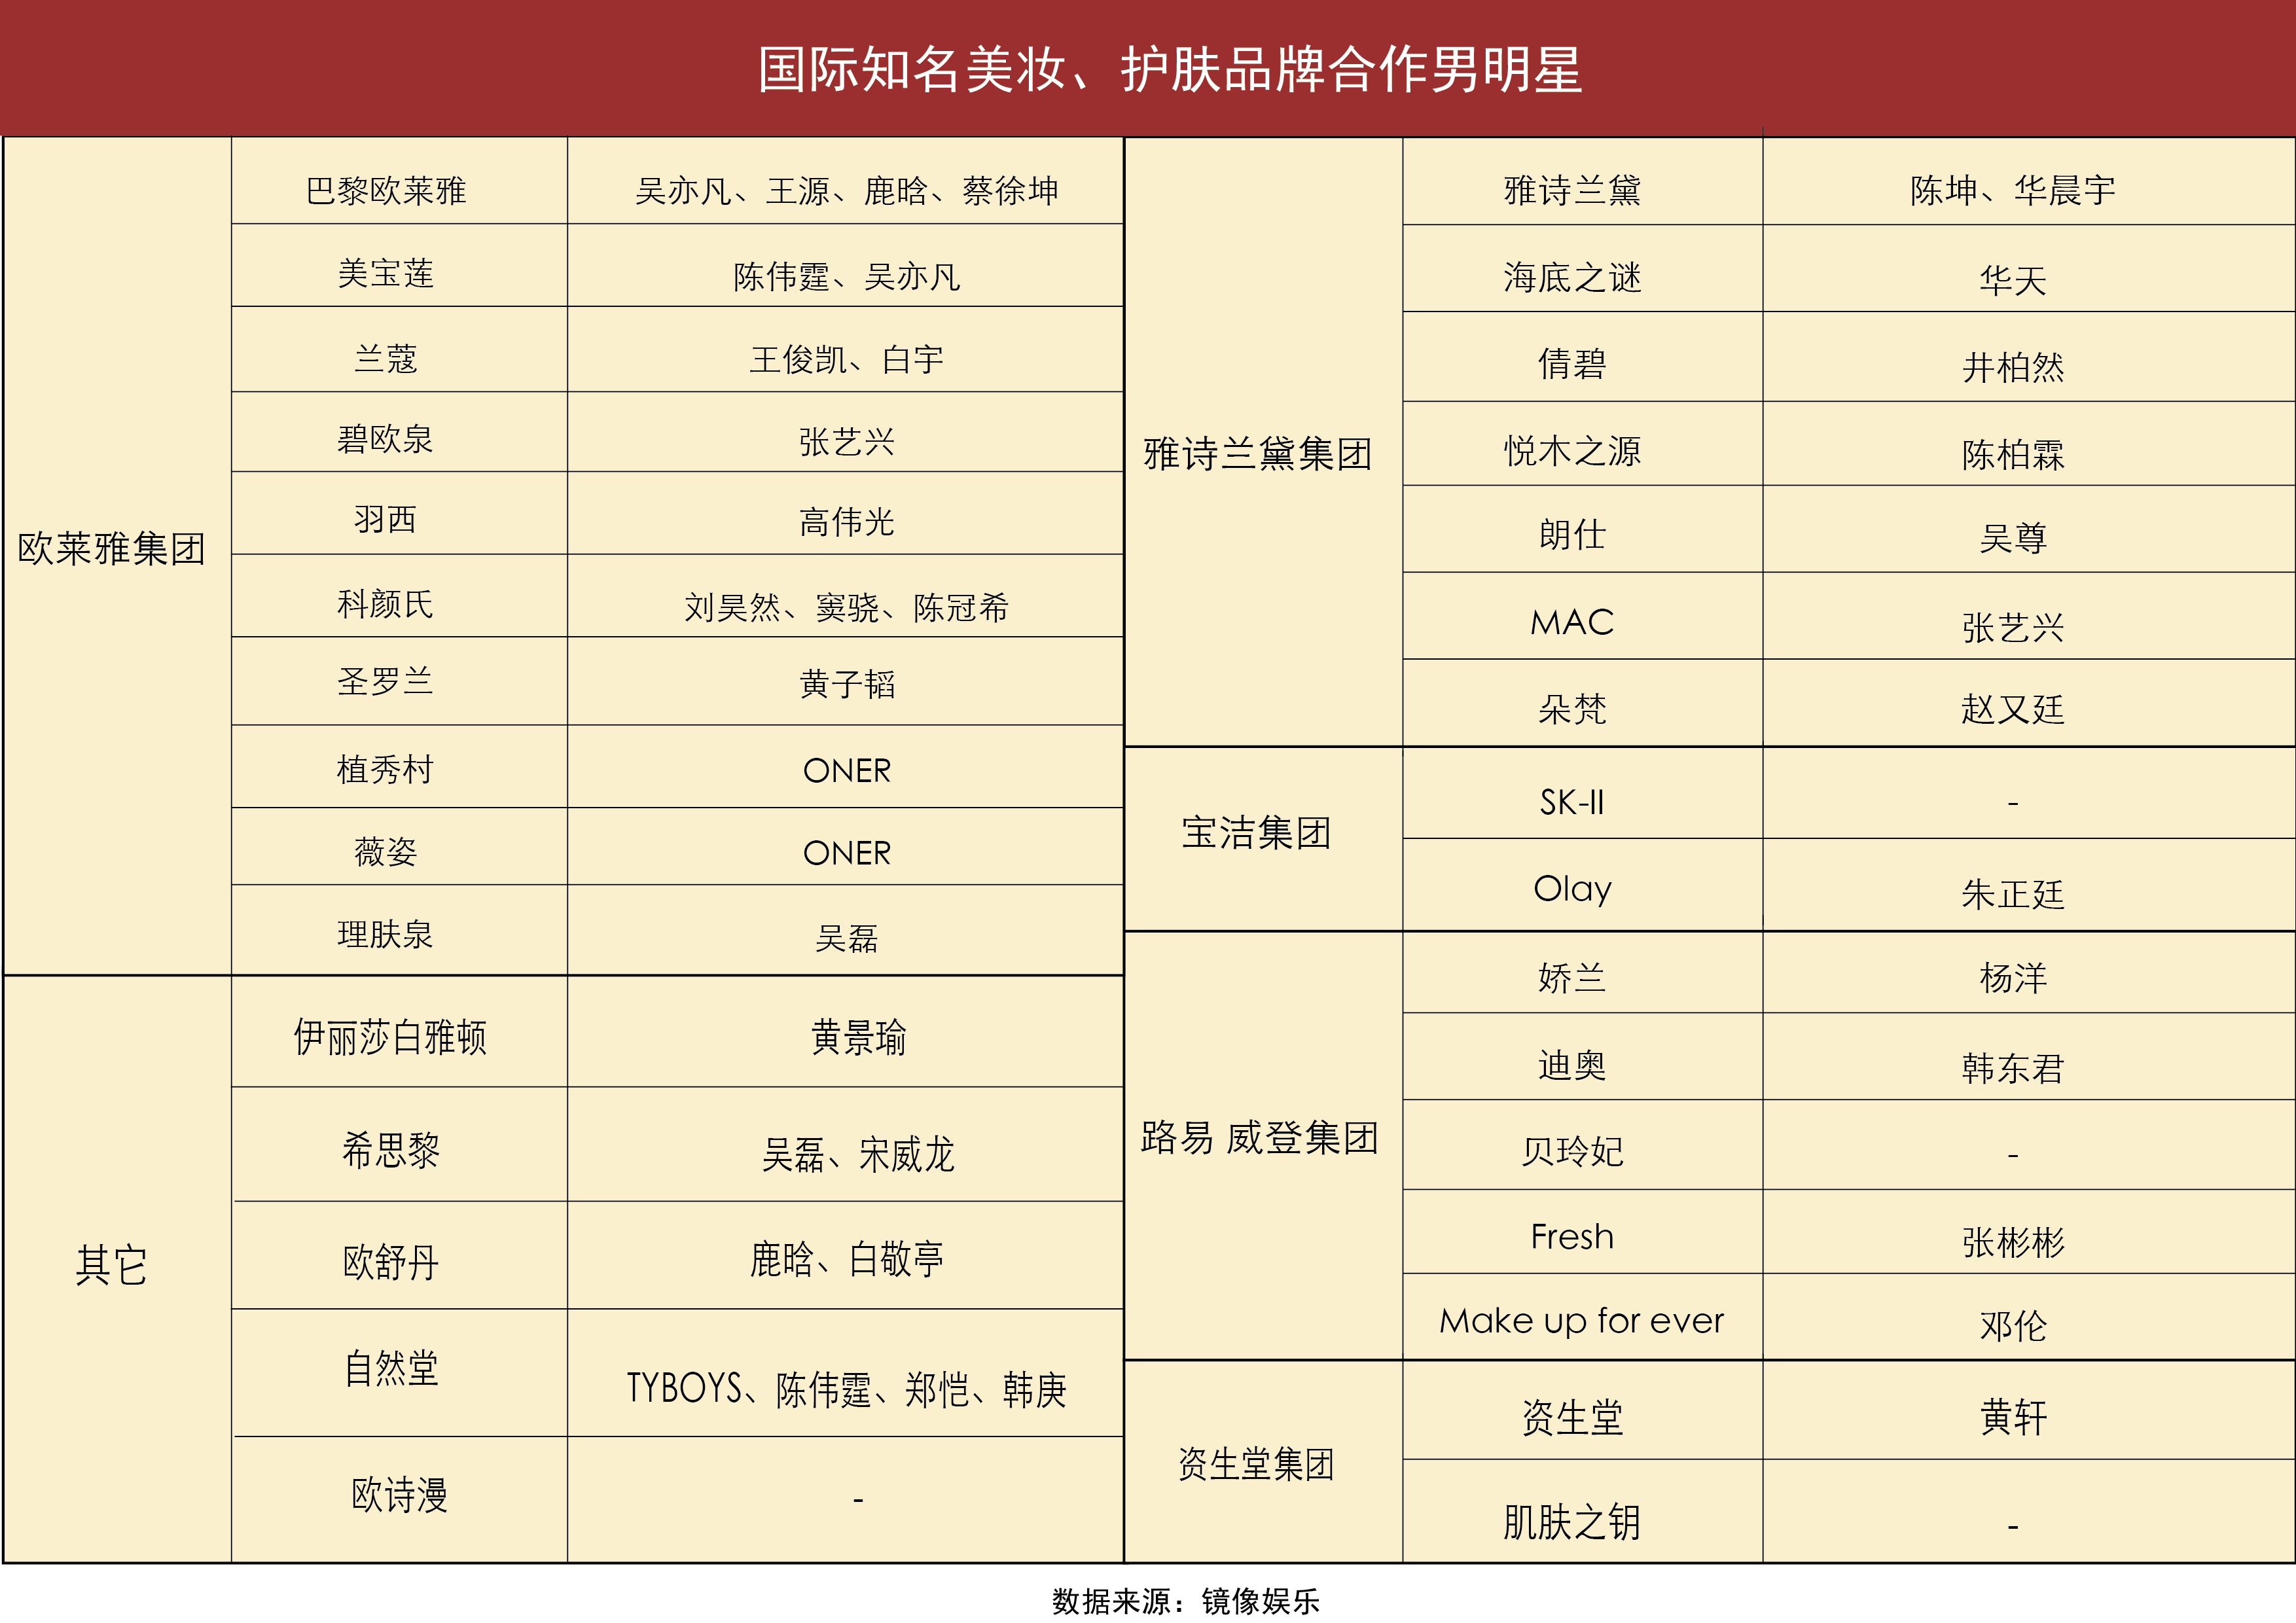 国际知名美妆、护肤品牌合作男明星
欧莱雅集团
巴黎欧莱雅 吴亦凡、王源、鹿晗、蔡徐坤
美宝莲 陈伟霆、吴亦凡
兰蔻 王俊凯、白宇
碧欧泉 张艺兴
羽西 高伟光
科颜氏 刘昊然、窦骁、陈冠希
圣罗兰 黄子韬
植秀村 ONER
薇姿 ONER
理肤泉 吴磊
其它
伊丽莎白雅顿 黄景瑜
希思黎 吴磊、宋威龙
欧舒丹 鹿晗、白敬亭
自然堂 TYBOYS、陈伟霆、郑恺、韩庚
欧诗漫 -
雅诗兰黛集团
雅诗兰黛 陈坤、华晨宇
海底之谜 华天
倩碧 井柏然
悦木之源 陈柏霖
朗仕 吴尊
MAC 张艺兴
朵梵 赵又廷
宝洁集团
SK-II -
Olay 朱正廷
路易 威登集团
娇兰 杨洋
迪奥 韩东君
贝玲妃 -
Fresh 张彬彬
Make up for ever 邓伦
资生堂集团
资生堂 黄轩
肌肤之钥 -
数据来源：镜像娱乐